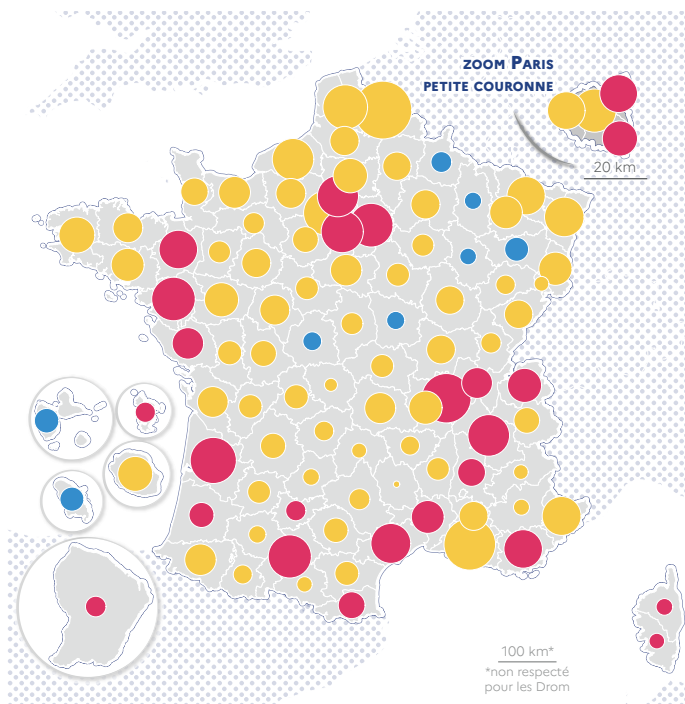 ZOOM PARIS
PETITE COURONNE
20 km
100 km*
*non respecté
pour les Drom